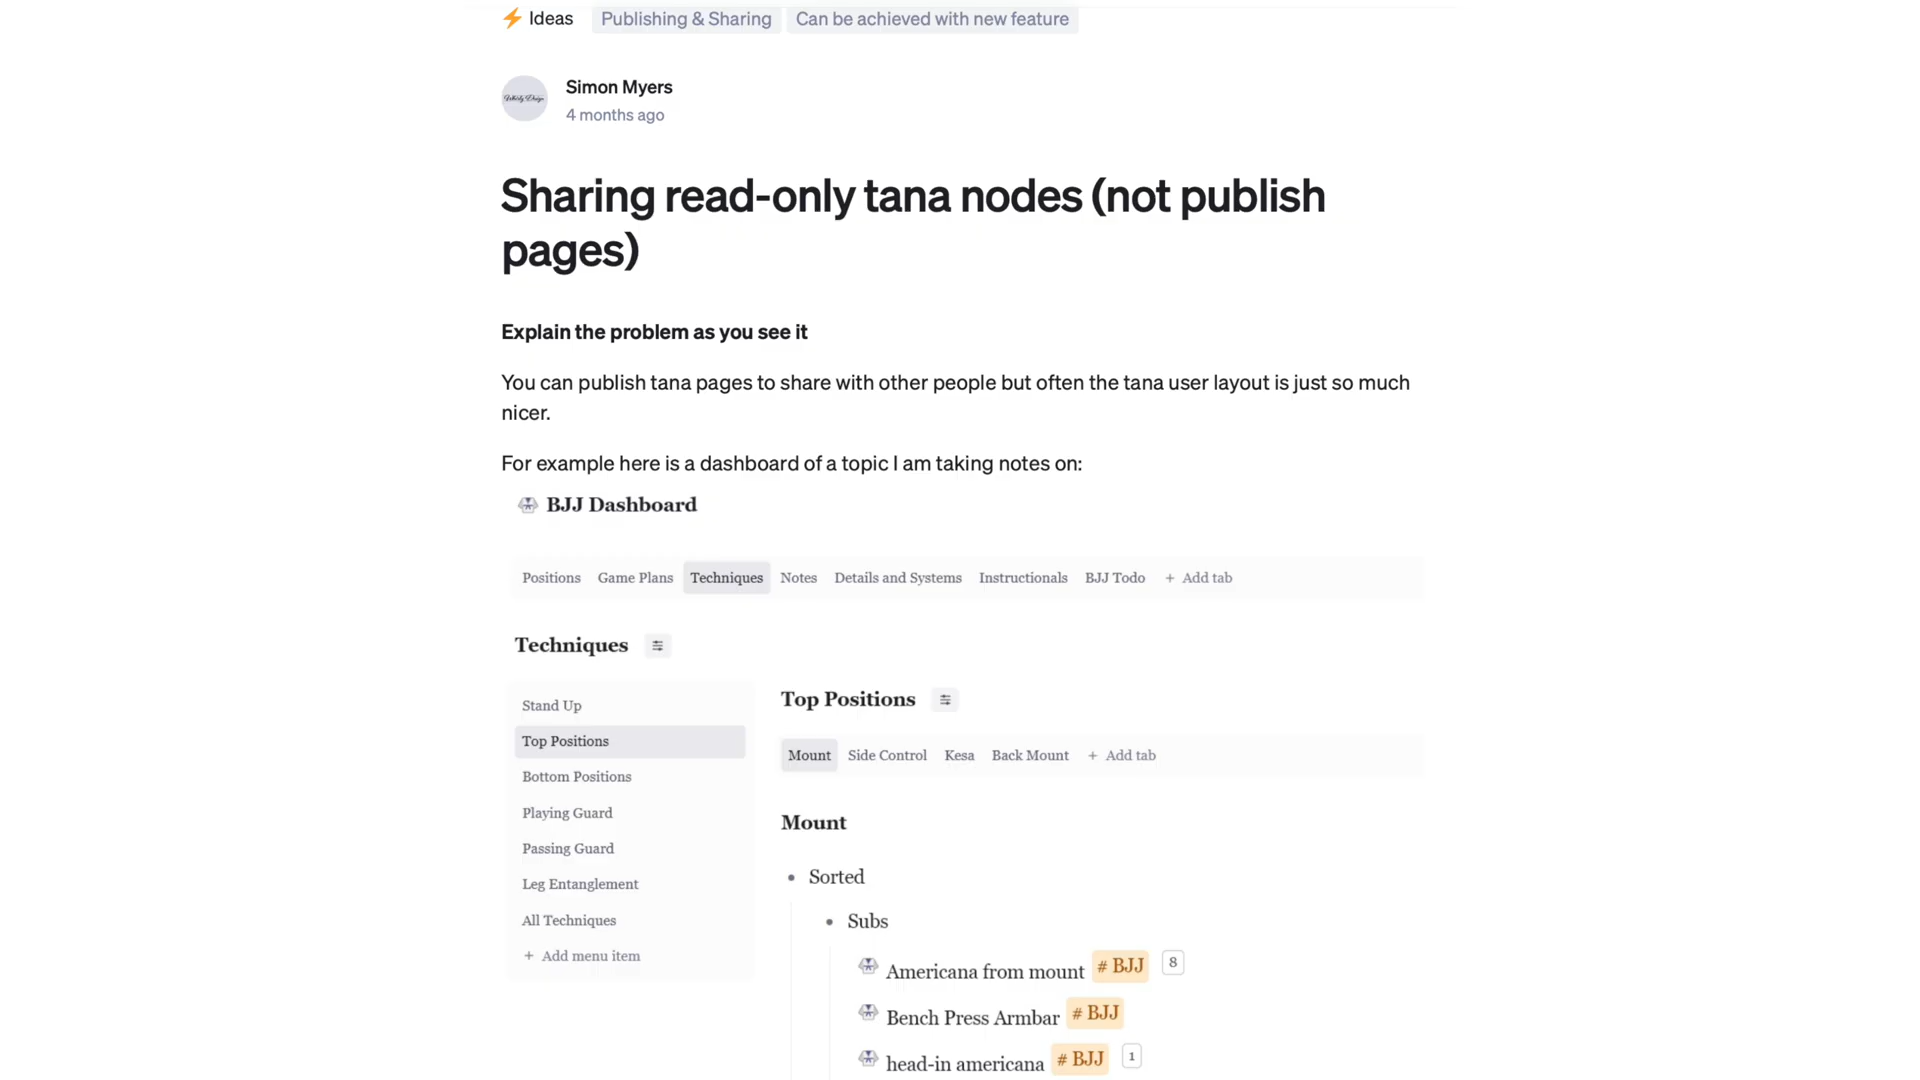 Ideas Publishing & Sharing Can be achieved with new feature
Simon Myers
4 months ago
Sharing read-only tana nodes (not publish
pages)
Explain the problem as you see it
You can publish tana pages to share with other people but often the tana user layout is just so much
nicer.
For example here is a dashboard of a topic I am taking notes on:
BJJ Dashboard
Positions Game Plans Techniques Notes Details and Systems Instructionals BJJ Todo + Add tab
Techniques
Stand Up
Top Positions
Bottom Positions
Playing Guard
Passing Guard
Leg Entanglement
All Techniques
+ Add menu item
Top Positions
Mount Side Control Kesa Back Mount + Add tab
Mount
Sorted
Subs
Americana from mount # BJJ 8
Bench Press Armbar # BJJ
head-in americana # BJJ 1